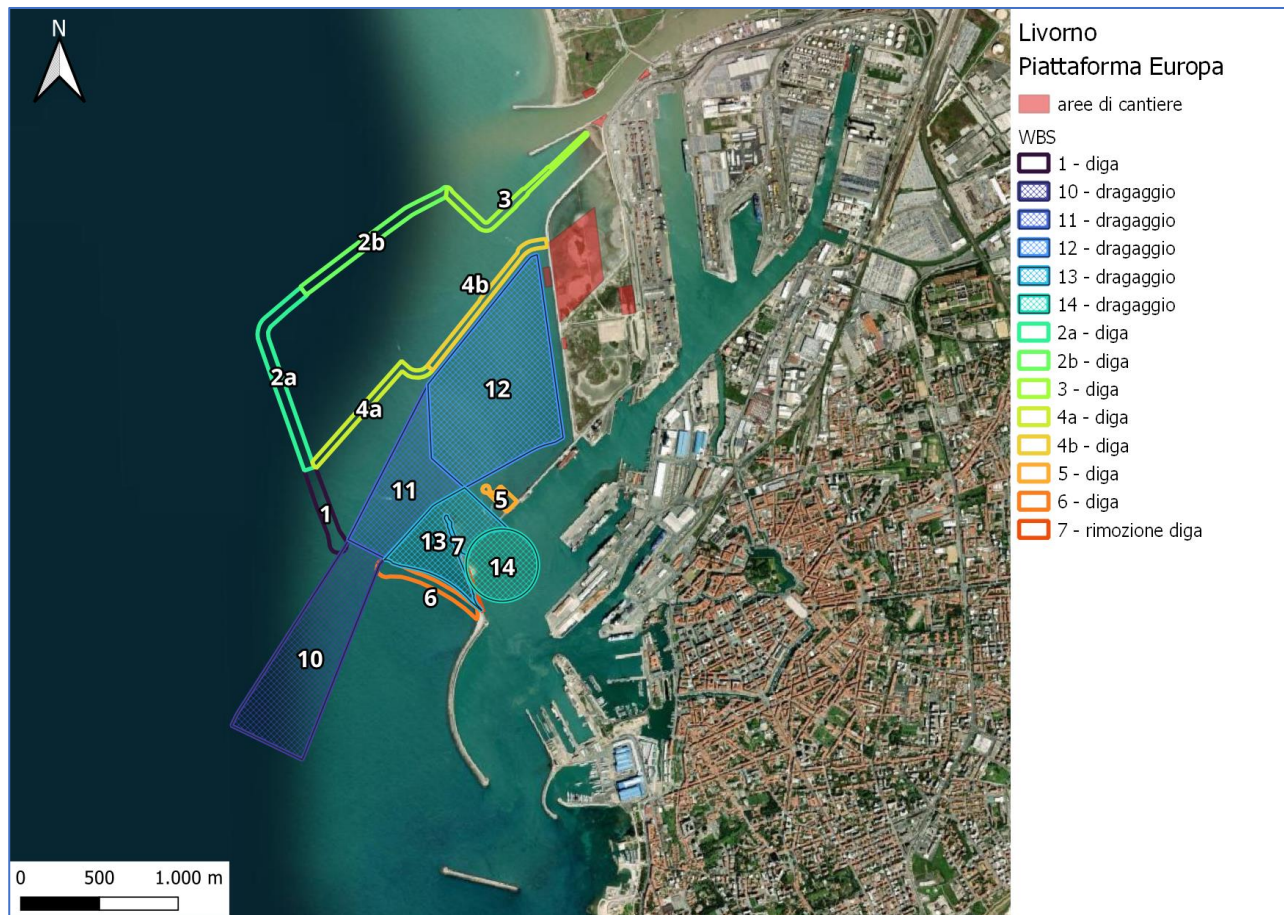 N
Livorno
Piattaforma Europa
aree di cantiere
WBS
1 - diga
10 - dragaggio
11 - dragaggio
12 - dragaggio
13 - dragaggio
14 - dragaggio
2a - diga
2b - diga
3 - diga
4a - diga
4b - diga
5 - diga
6 - diga
7 - rimozione diga
3
2b
4b
2a
12
4a
11
5
1
13
7
14
6
10
0 500 1.000 m